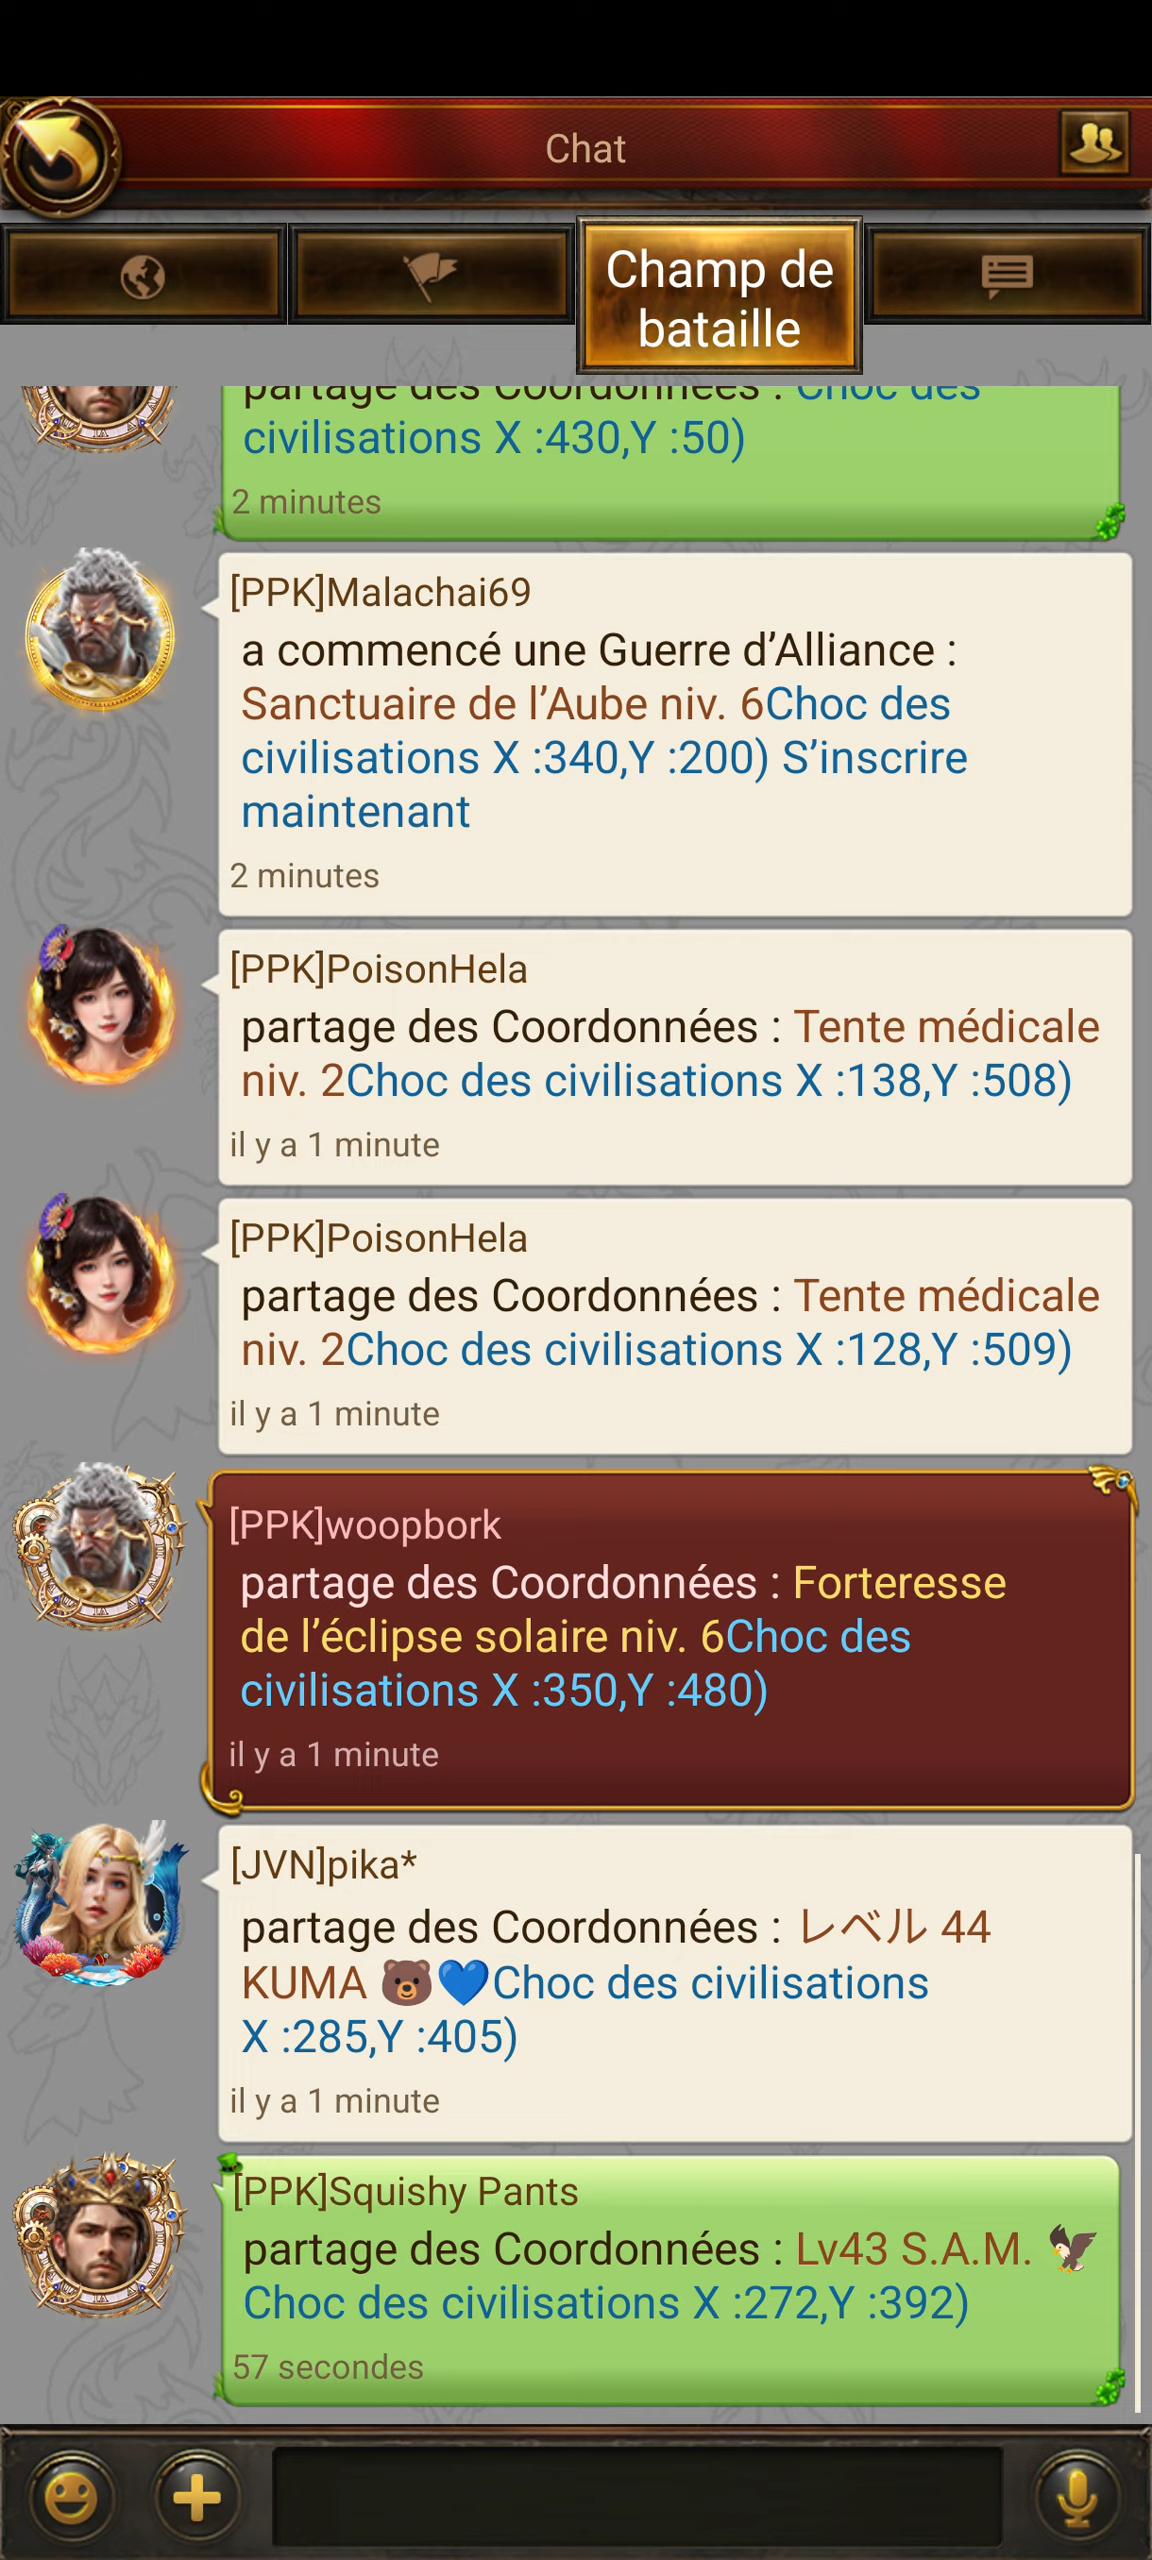 Chat
Champ de
bataille
partage des Coordonnées : Choc des
civilisations X :430,Y :50)
2 minutes
[PPK]Malachai69
a commencé une Guerre d’Alliance :
Sanctuaire de l’Aube niv. 6Choc des
civilisations X :340,Y :200) S’inscrire
maintenant
2 minutes
[PPK]PoisonHela
partage des Coordonnées : Tente médicale
niv. 2Choc des civilisations X :138,Y :508)
il y a 1 minute
[PPK]PoisonHela
partage des Coordonnées : Tente médicale
niv. 2Choc des civilisations X :128,Y :509)
il y a 1 minute
[PPK]woopbork
partage des Coordonnées : Forteresse
de l’éclipse solaire niv. 6Choc des
civilisations X :350,Y :480)
il y a 1 minute
[JVN]pika*
partage des Coordonnées : レベル 44
KUMA 🐻💙Choc des civilisations
X :285,Y :405)
il y a 1 minute
[PPK]Squishy Pants
partage des Coordonnées : Lv43 S.A.M. 🦅
Choc des civilisations X :272,Y :392)
57 secondes